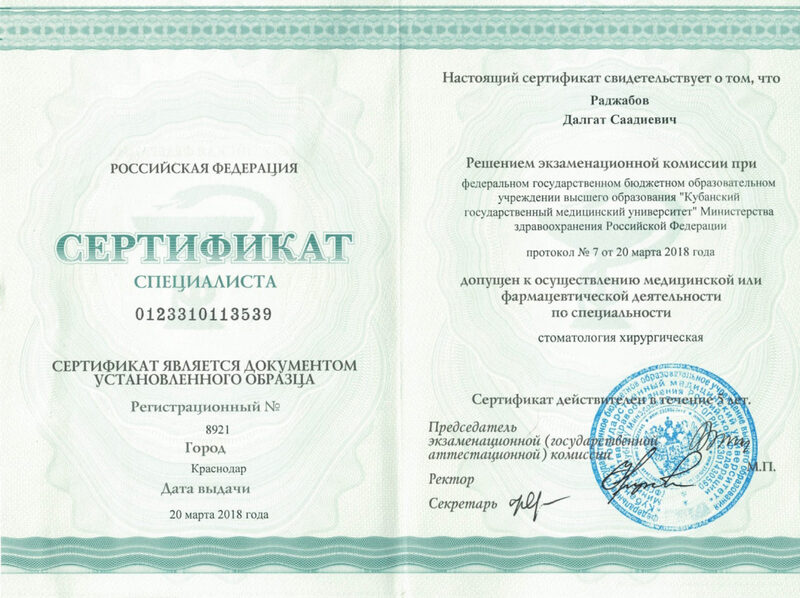 РОССИЙСКАЯ ФЕДЕРАЦИЯ
СЕРТИФИКАТ
СПЕЦИАЛИСТА
0123310113539
СЕРТИФИКАТ ЯВЛЯЕТСЯ ДОКУМЕНТОМ
УСТАНОВЛЕННОГО ОБРАЗЦА
Регистрационный №
8921
Город
Краснодар
Дата выдачи
20 марта 2018 года
Настоящий сертификат свидетельствует о том, что
Раджабов
Далгат Саадиевич
Решением экзаменационной комиссии при
федеральном государственном бюджетном образовательном
учреждении высшего образования "Кубанский
государственный медицинский университет" Министерства
здравоохранения Российской Федерации
протокол № 7 от 20 марта 2018 года
допущен к осуществлению медицинской или
фармацевтической деятельности
по специальности
стоматология хирургическая
Сертификат действителен в течение 5 лет.
Председатель
экзаменационной (государственной
аттестационной) комиссии
Ректор
М.П.
Секретарь